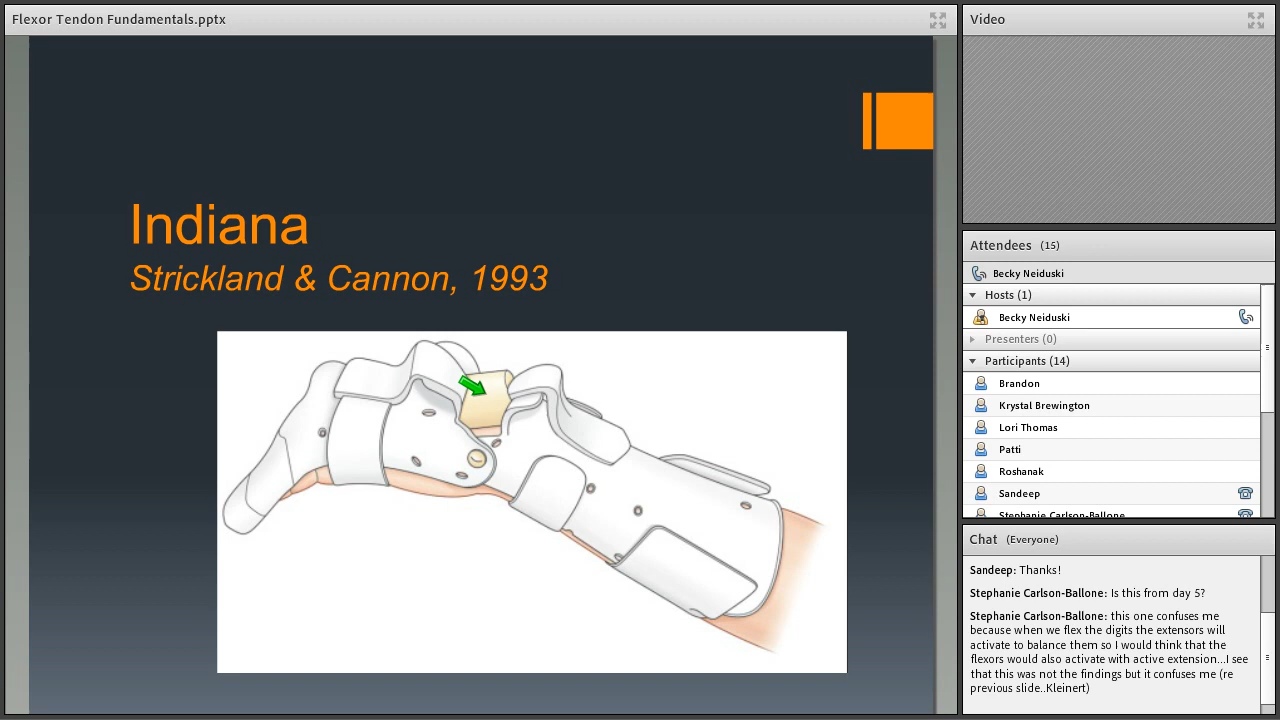 Flexor Tendon Fundamentals.pptx
Indiana
Strickland & Cannon, 1993
Video
Attendees (15)
Becky Neiduski
Hosts (1)
Becky Neiduski
Presenters (0)
Participants (14)
Brandon
Krystal Brewington
Lori Thomas
Patti
Roshanak
Sandeep
Stephanie Carlson-Ballone
Chat (Everyone)
Sandeep: Thanks!
Stephanie Carlson-Ballone: Is this from day 5?
Stephanie Carlson-Ballone: this one confuses me
because when we flex the digits the extensors will
activate to balance them so I would think that the
flexors would also activate with active extension...I see
that this was not the findings but it confuses me (re
previous slide..Kleinert)